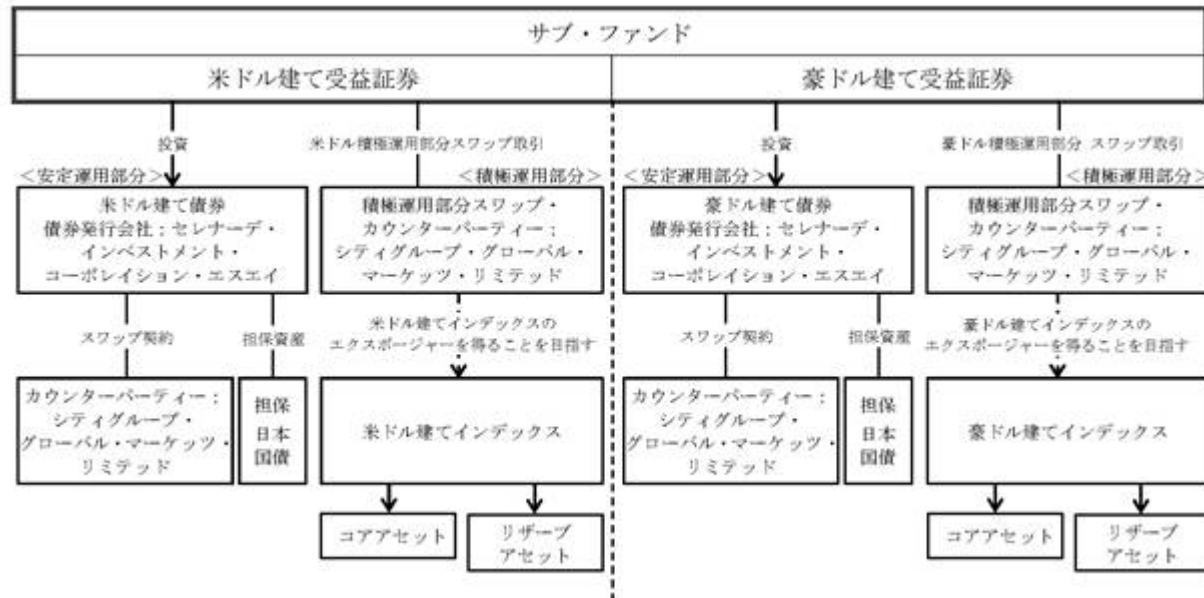 サブ・ファンド
米ドル建て受益証券
豪ドル建て受益証券
投資
米ドル積極運用部分スワップ取引
＜安定運用部分＞
＜積極運用部分＞
米ドル建て債券
債券発行会社：セレナーデ・
インベストメント・
コーポレイション・エスエイ
積極運用部分スワップ・
カウンターパーティー：
シティグループ・グローバル・
マーケッツ・リミテッド
スワップ契約
担保資産
米ドル建てインデックスの
エクスポージャーを得ることを目指す
カウンターパーティー：
シティグループ・
グローバル・マーケッツ・
リミテッド
担保
日本
国債
米ドル建てインデックス
コアアセット
リザーブ
アセット
投資
豪ドル積極運用部分 スワップ取引
＜安定運用部分＞
＜積極運用部分＞
豪ドル建て債券
債券発行会社：セレナーデ・
インベストメント・
コーポレイション・エスエイ
積極運用部分スワップ・
カウンターパーティー：
シティグループ・グローバル・
マーケッツ・リミテッド
スワップ契約
担保資産
豪ドル建てインデックスの
エクスポージャーを得ることを目指す
カウンターパーティー：
シティグループ・
グローバル・マーケッツ・
リミテッド
担保
日本
国債
豪ドル建てインデックス
コアアセット
リザーブ
アセット